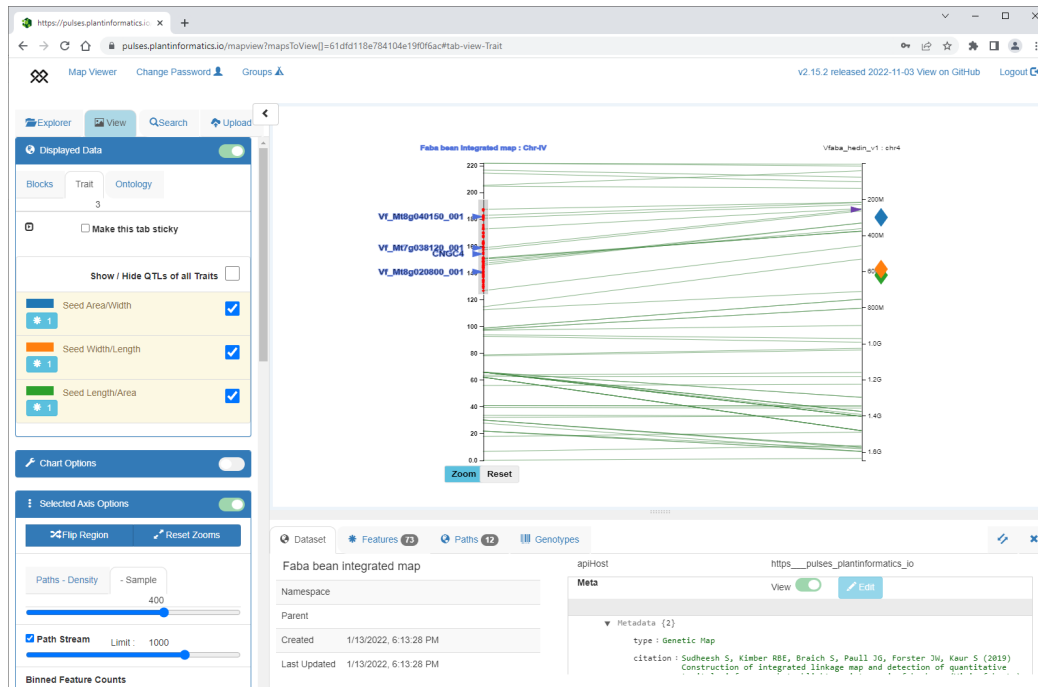 https://pulses.plantinformatics.io
pulses.plantinformatics.io/mapview?mapsToView[]=61dfd118e784104e19f0f6ac#tab-view-Trait
Map Viewer Change Password Groups
v2.15.2 released 2022-11-03 View on GitHub Logout
Explorer View Search Upload
Displayed Data
Blocks Trait Ontology
3
Make this tab sticky
Show / Hide QTLs of all Traits
Seed Area/Width
1
Seed Width/Length
1
Seed Length/Area
1
Chart Options
Selected Axis Options
Flip Region Reset Zooms
Paths - Density - Sample
400
Path Stream Limit : 1000
Binned Feature Counts
Faba bean Integrated map : Chr-IV
Vfaba_hedin_v1 : chr4
220
200
180
140
120
100
80
60
40
20
0.0
Vf_Mt8g040150_001
Vf_Mt7g038120_001
CNGC4
Vf_Mt8g020800_001
200M
400M
800M
1.0G
1.2G
1.4G
1.6G
Zoom Reset
Dataset Features 73 Paths 12 Genotypes
Faba bean integrated map
Namespace
Parent
Created 1/13/2022, 6:13:28 PM
Last Updated 1/13/2022, 6:13:28 PM
apiHost https___pulses_plantinformatics_io
Meta View Edit
Metadata {2}
type : Genetic Map
citation : Sudheesh S, Kimber RBE, Braich S, Paull JG, Forster JW, Kaur S (2019)
Construction of integrated linkage map and detection of quantitative